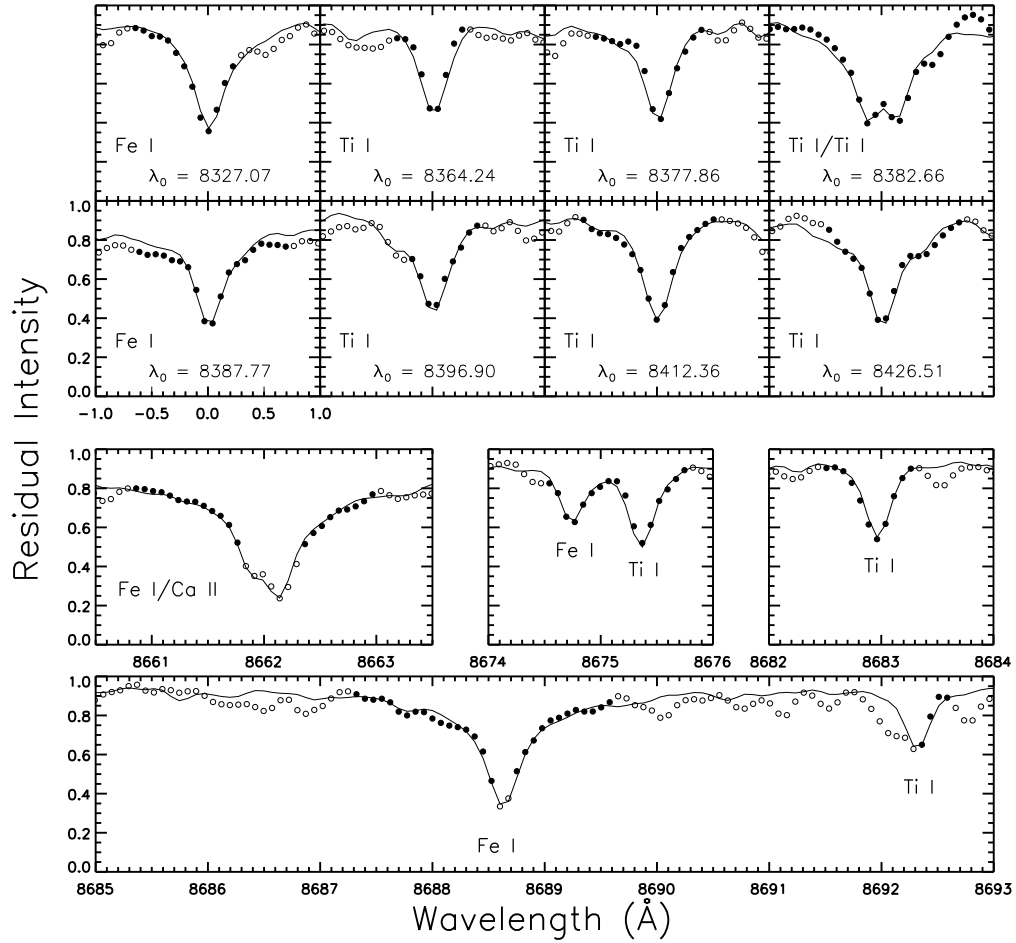 Fe I
λ₀ = 8327.07
Ti I
λ₀ = 8364.24
Ti I
λ₀ = 8377.86
Ti I/Ti I
λ₀ = 8382.66
1.0
0.8
0.6
0.4
0.2
0.0
Fe I
λ₀ = 8387.77
Ti I
λ₀ = 8396.90
Ti I
λ₀ = 8412.36
Ti I
λ₀ = 8426.51
-1.0 -0.5 0.0 0.5 1.0
Residual Intensity
1.0
0.8
0.6
0.4
0.2
0.0
Fe I/Ca II
8661 8662 8663
Fe I
Ti I
8674 8675 8676
Ti I
8682 8683 8684
1.0
0.8
0.6
0.4
0.2
0.0
Fe I
Ti I
8685 8686 8687 8688 8689 8690 8691 8692 8693
Wavelength (Å)